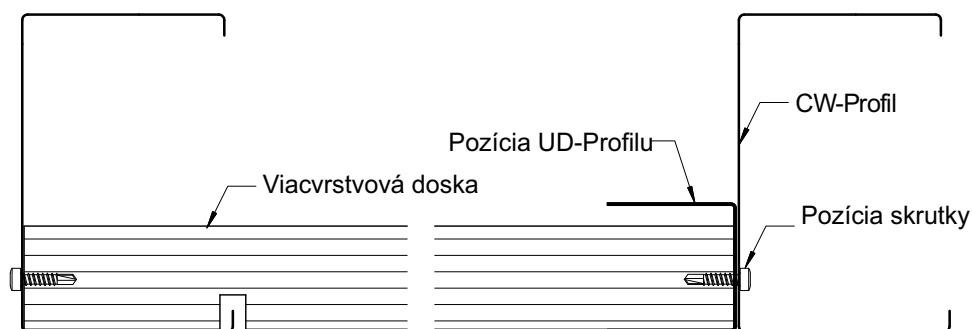 CW-Profil
Pozícia UD-Profilu
Viacvrstvová doska
Pozícia skrutky